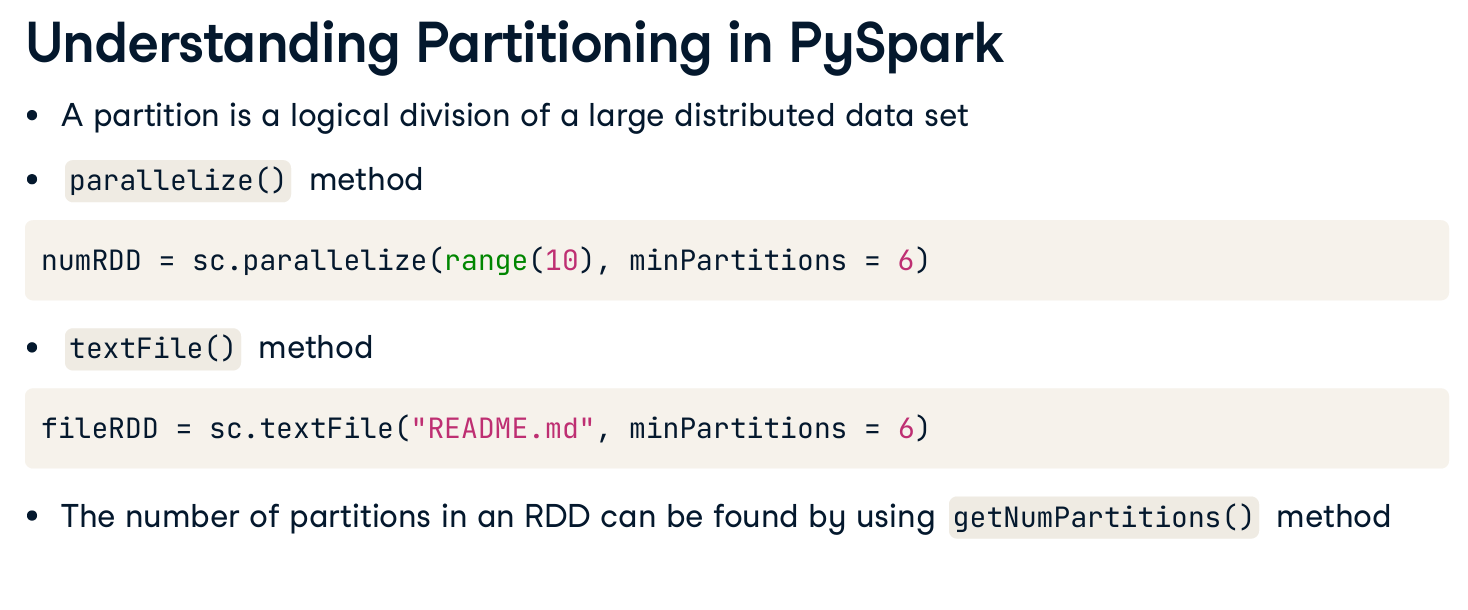 Understanding Partitioning in PySpark
• A partition is a logical division of a large distributed data set
• parallelize() method
numRDD = sc.parallelize(range(10), minPartitions = 6)
• textFile() method
fileRDD = sc.textFile("README.md", minPartitions = 6)
• The number of partitions in an RDD can be found by using getNumPartitions() method